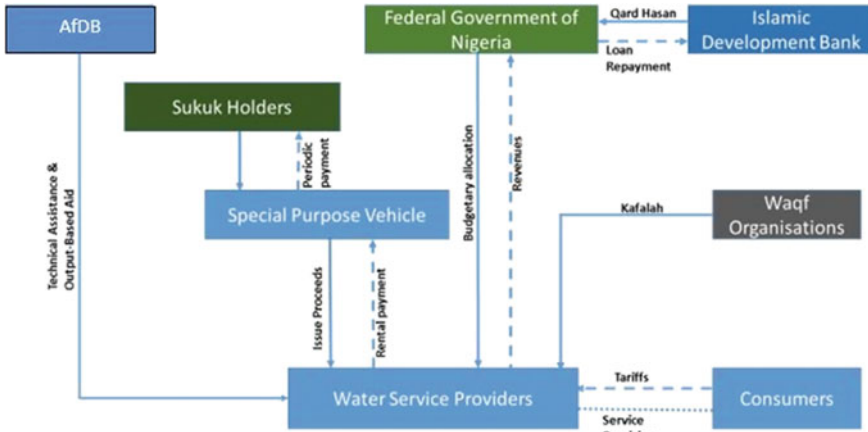 AfDB
Federal Government of
Nigeria
Qard Hasan
Loan
Repayment
Islamic
Development Bank
Sukuk Holders
Periodic
payment
Special Purpose Vehicle
Technical Assistance &
Output-Based Aid
Issue Proceeds
Rental payment
Budgetary allocation
Revenues
Kafalah
Waqf
Organisations
Water Service Providers
Tariffs
Service
Consumers